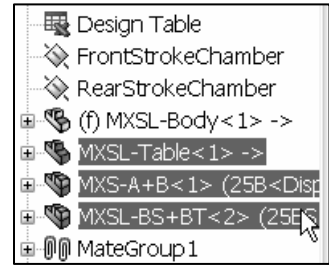 Design Table
FrontStrokeChamber
RearStrokeChamber
(f) MXSL-Body<1> ->
MXSL-Table<1> ->
MXS-A+B<1> (25B<Disp
MXSL-BS+BT<2> (25BS
MateGroup1